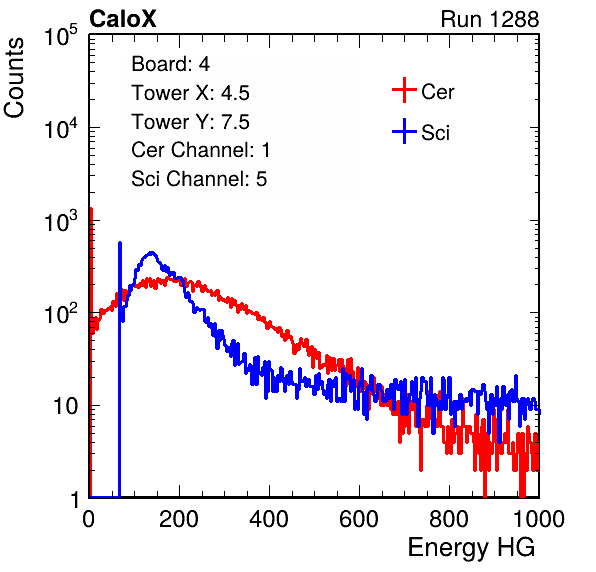 CaloX Run 1288
Counts
10^5
10^4
10^3
10^2
10
1
Board: 4
Tower X: 4.5
Tower Y: 7.5
Cer Channel: 1
Sci Channel: 5
Cer
Sci
0 200 400 600 800 1000
Energy HG